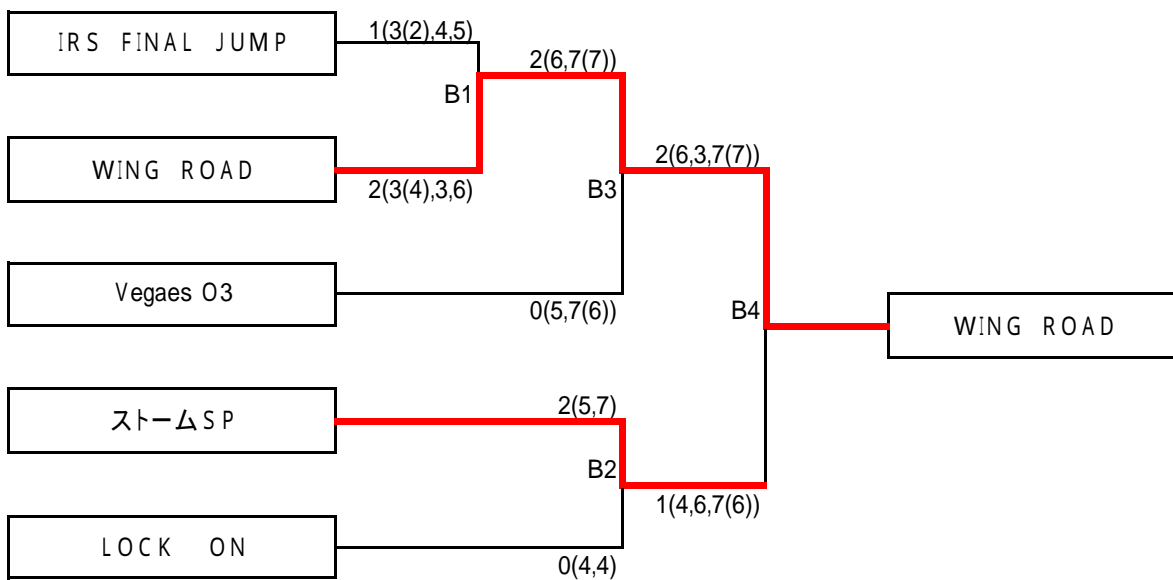 IRS FINAL JUMP
1(3(2),4,5)
2(6,7(7))
B1
WING ROAD
2(3(4),3,6)
2(6,3,7(7))
B3
Vegaes O3
0(5,7(6))
B4
WING ROAD
ストームSP
2(5,7)
B2
1(4,6,7(6))
LOCK ON
0(4,4)